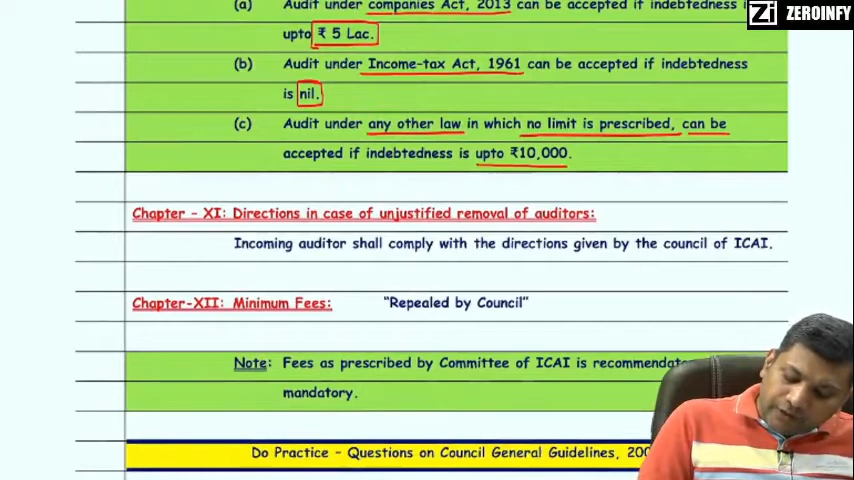 (a) Audit under companies Act, 2013 can be accepted if indebtedness
upto ₹ 5 Lac.
ZEROINFY
(b) Audit under Income-tax Act, 1961 can be accepted if indebtedness
is nil.
(c) Audit under any other law in which no limit is prescribed, can be
accepted if indebtedness is upto ₹10,000.
Chapter - XI: Directions in case of unjustified removal of auditors:
Incoming auditor shall comply with the directions given by the council of ICAI.
Chapter-XII: Minimum Fees: "Repealed by Council"
Note: Fees as prescribed by Committee of ICAI is
mandatory.
Do Practice - Questions on Council General Guidelines,